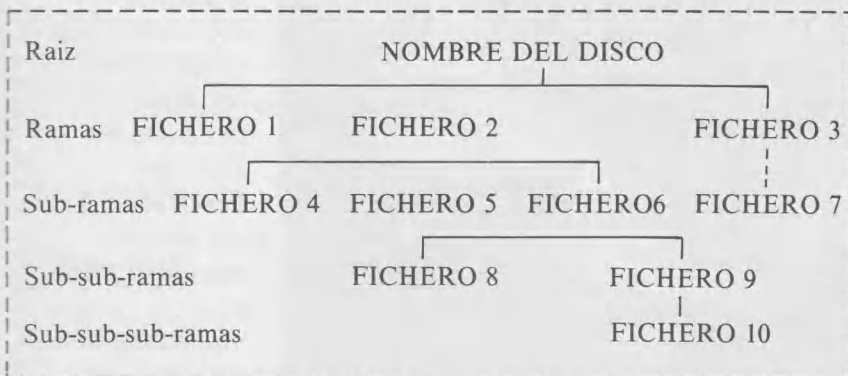 Raiz NOMBRE DEL DISCO
Ramas FICHERO 1 FICHERO 2 FICHERO 3
Sub-ramas FICHERO 4 FICHERO 5 FICHERO6 FICHERO 7
Sub-sub-ramas FICHERO 8 FICHERO 9
Sub-sub-sub-ramas FICHERO 10